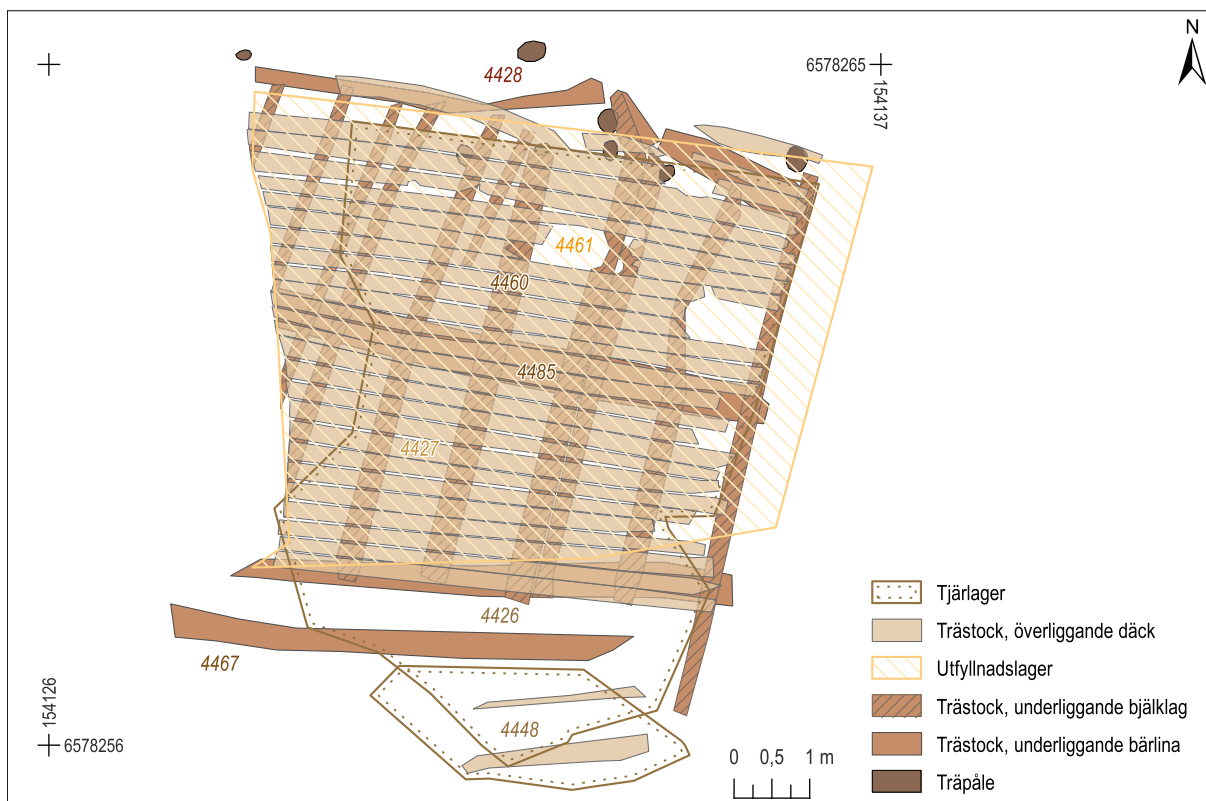 N
6578265
154137
4428
4461
4460
4485
4427
4426
4467
4448
154126
6578256
0 0,5 1 m
Tjärlager
Trästock, överliggande däck
Utfyllnadslager
Trästock, underliggande bjälklag
Trästock, underliggande bärlina
Träpåle